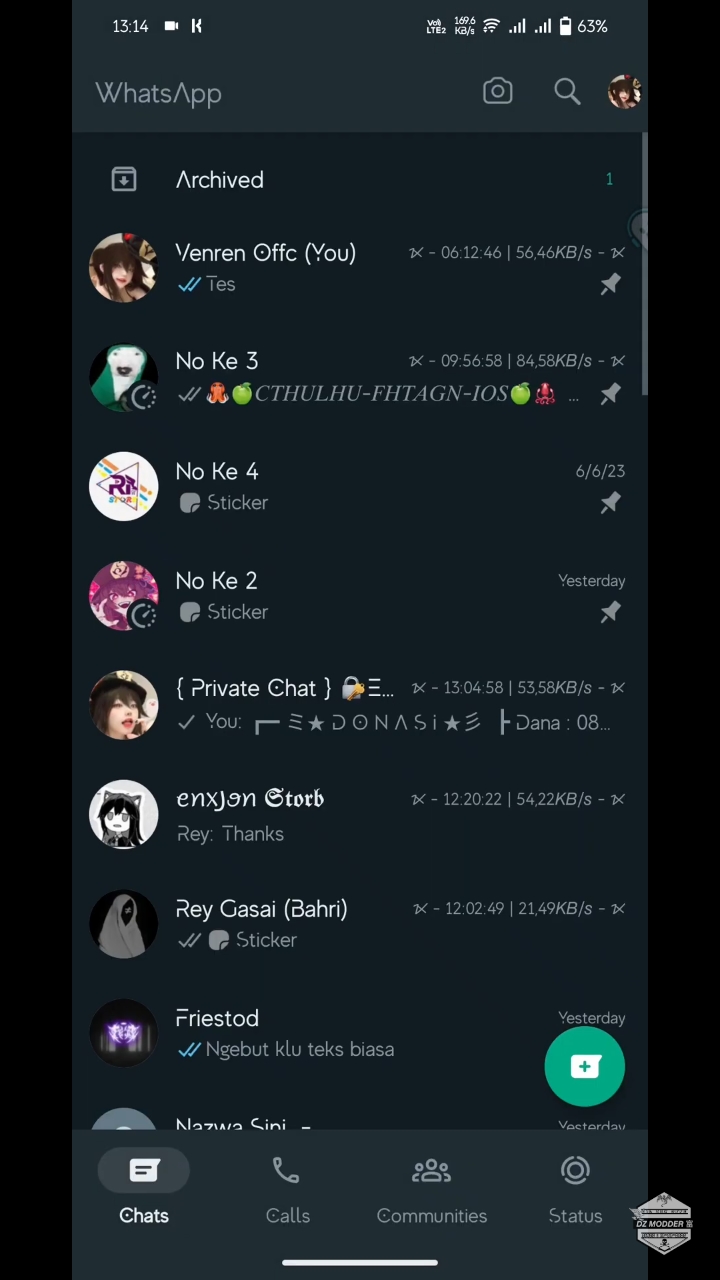 13:14
Vo) LTE2 169.6 KB/s 63%
WhatsApp
Archived 1
Venren Offc (You) - 06:12:46 | 56,46KB/s -
Tes
No Ke 3 - 09:56:58 | 84,58KB/s -
🐙🍏CTHULHU-FHTAGN-IOS🍏🐙 ...
No Ke 4 6/6/23
Sticker
No Ke 2 Yesterday
Sticker
{ Private Chat } 🔐Ξ... - 13:04:58 | 53,58KB/s -
You: ┏━ ミ★ D O N A S i ★彡 ┣ Dana : 08...
𝔖𝔱𝔬𝔯𝔟 - 12:20:22 | 54,22KB/s -
Rey: Thanks
Rey Gasai (Bahri) - 12:02:49 | 21,49KB/s -
Sticker
Friestod Yesterday
Ngebut klu teks biasa
Nazwa Sini Yesterday
Chats Calls Communities Status
DZ MODDER